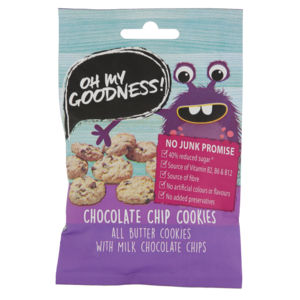 OH MY
GOODNESS!
NO JUNK PROMISE
40% reduced sugar*
Source of Vitamin B2, B6 & B12
Source of fibre
No artificial colours or flavours
No added preservatives
CHOCOLATE CHIP COOKIES
ALL BUTTER COOKIES
WITH MILK CHOCOLATE CHIPS